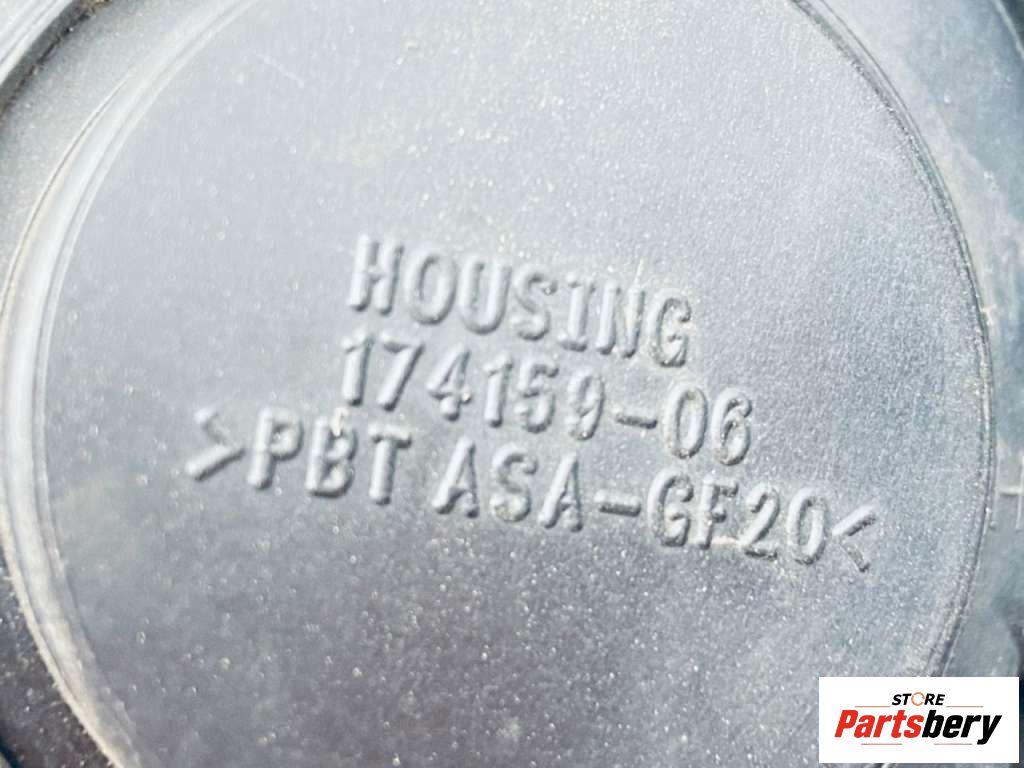 HOUSING
174159-06
>PBT ASA-GF20<
STORE
Partsbery